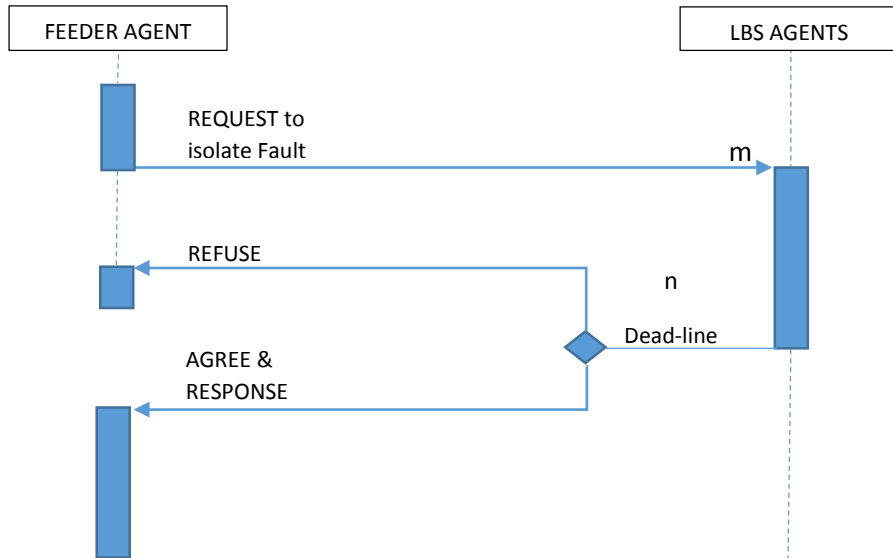 FEEDER AGENT
LBS AGENTS
REQUEST to
isolate Fault
m
REFUSE
n
Dead-line
AGREE &
RESPONSE